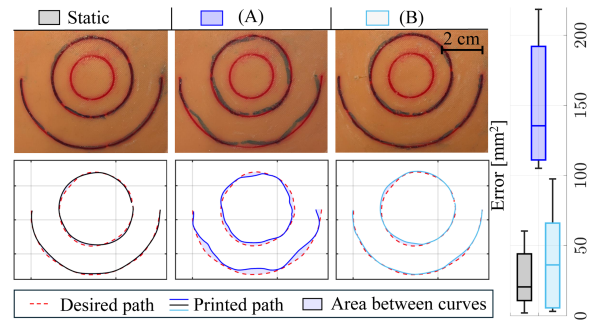 Static
(A)
(B)
2 cm
Error [mm²]
0
50
100
150
200
Desired path
Printed path
Area between curves